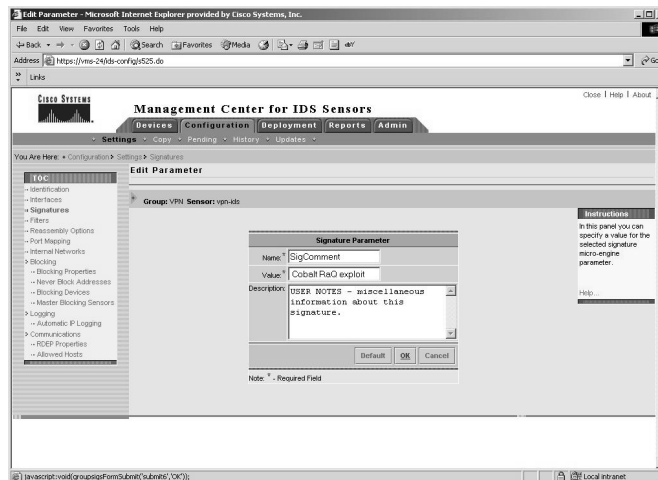 Edit Parameter - Microsoft Internet Explorer provided by Cisco Systems, Inc.
File Edit View Favorites Tools Help
Back Search Favorites Media
Address https://vms-24/ids-config/s525.do Go
Links
Close | Help | About
CISCO SYSTEMS
Management Center for IDS Sensors
Devices Configuration Deployment Reports Admin
Settings Copy Pending History Updates
You Are Here: Configuration > Settings > Signatures
TOC
Identification
Interfaces
Signatures
Filters
Reassembly Options
Port Mapping
Internal Networks
Blocking
Blocking Properties
Never Block Addresses
Blocking Devices
Master Blocking Sensors
Logging
Automatic IP Logging
Communications
RDEP Properties
Allowed Hosts
Edit Parameter
Group: VPN Sensor: vpn-ids
Signature Parameter
Name:* SigComment
Value:* Cobalt RaQ exploit
Description: USER NOTES - miscellaneous
information about this
signature.
Default OK Cancel
Note: * - Required Field
Instructions
In this panel you can
specify a value for the
selected signature
micro-engine
parameter.
Help...
javascript:void(groupsigsFormSubmit('submit6','OK'));
Local intranet